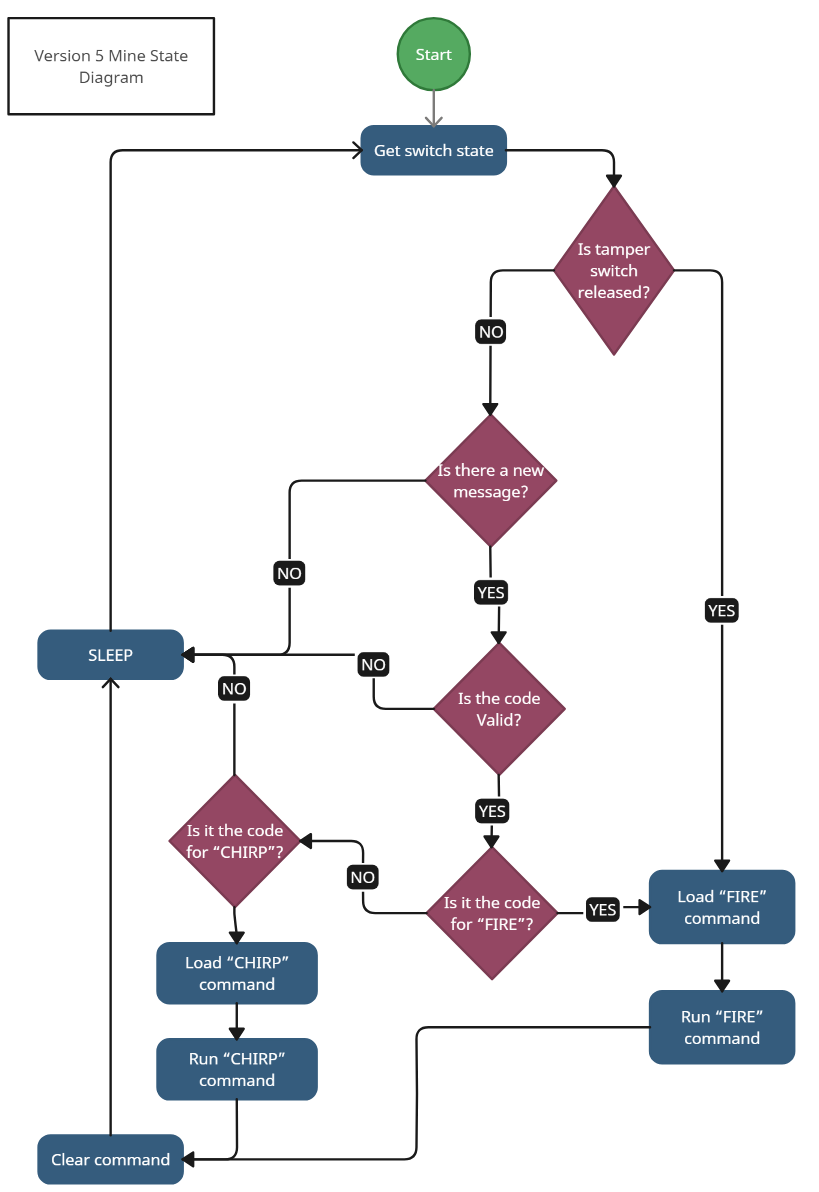 Version 5 Mine State
Diagram
Start
Get switch state
Is tamper
switch
released?
NO
Is there a new
message?
NO
YES
YES
SLEEP
NO
NO
Is the code
Valid?
YES
Is it the code
for “CHIRP”?
NO
Is it the code
for “FIRE”?
YES
Load “FIRE”
command
Load “CHIRP”
command
Run “FIRE”
command
Run “CHIRP”
command
Clear command